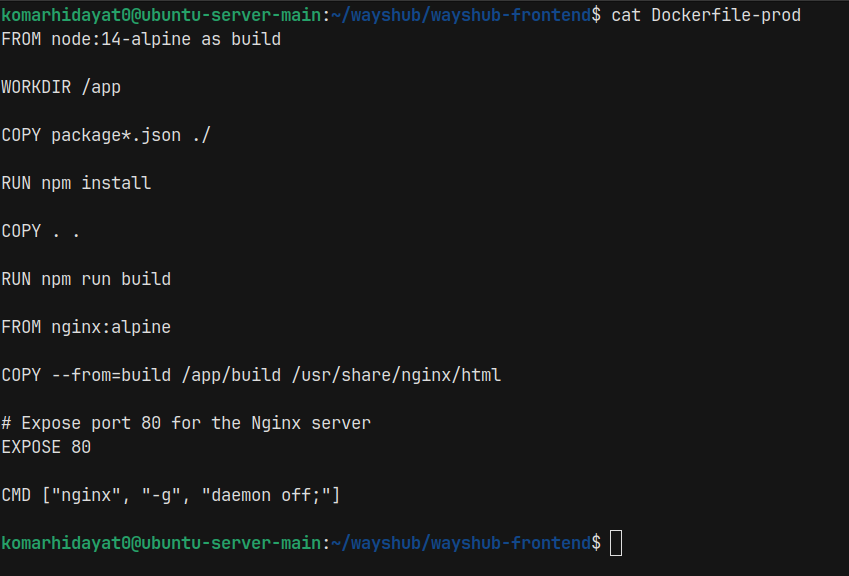 komarhidayat0@ubuntu-server-main:~/wayshub/wayshub-frontend$ cat Dockerfile-prod
FROM node:14-alpine as build
WORKDIR /app
COPY package*.json ./
RUN npm install
COPY . .
RUN npm run build
FROM nginx:alpine
COPY --from=build /app/build /usr/share/nginx/html
# Expose port 80 for the Nginx server
EXPOSE 80
CMD ["nginx", "-g", "daemon off;"]
komarhidayat0@ubuntu-server-main:~/wayshub/wayshub-frontend$